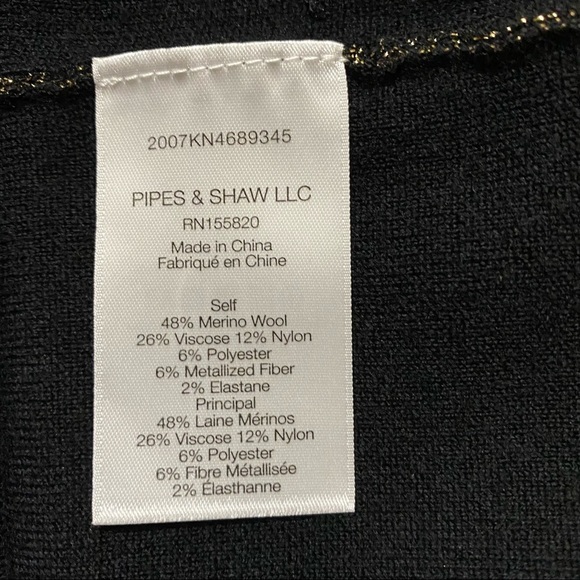 2007KN4689345
PIPES & SHAW LLC
RN155820
Made in China
Fabriqué en Chine
Self
48% Merino Wool
26% Viscose 12% Nylon
6% Polyester
6% Metallized Fiber
2% Elastane
Principal
48% Laine Mérinos
26% Viscose 12% Nylon
6% Polyester
6% Fibre Métallisée
2% Élasthanne